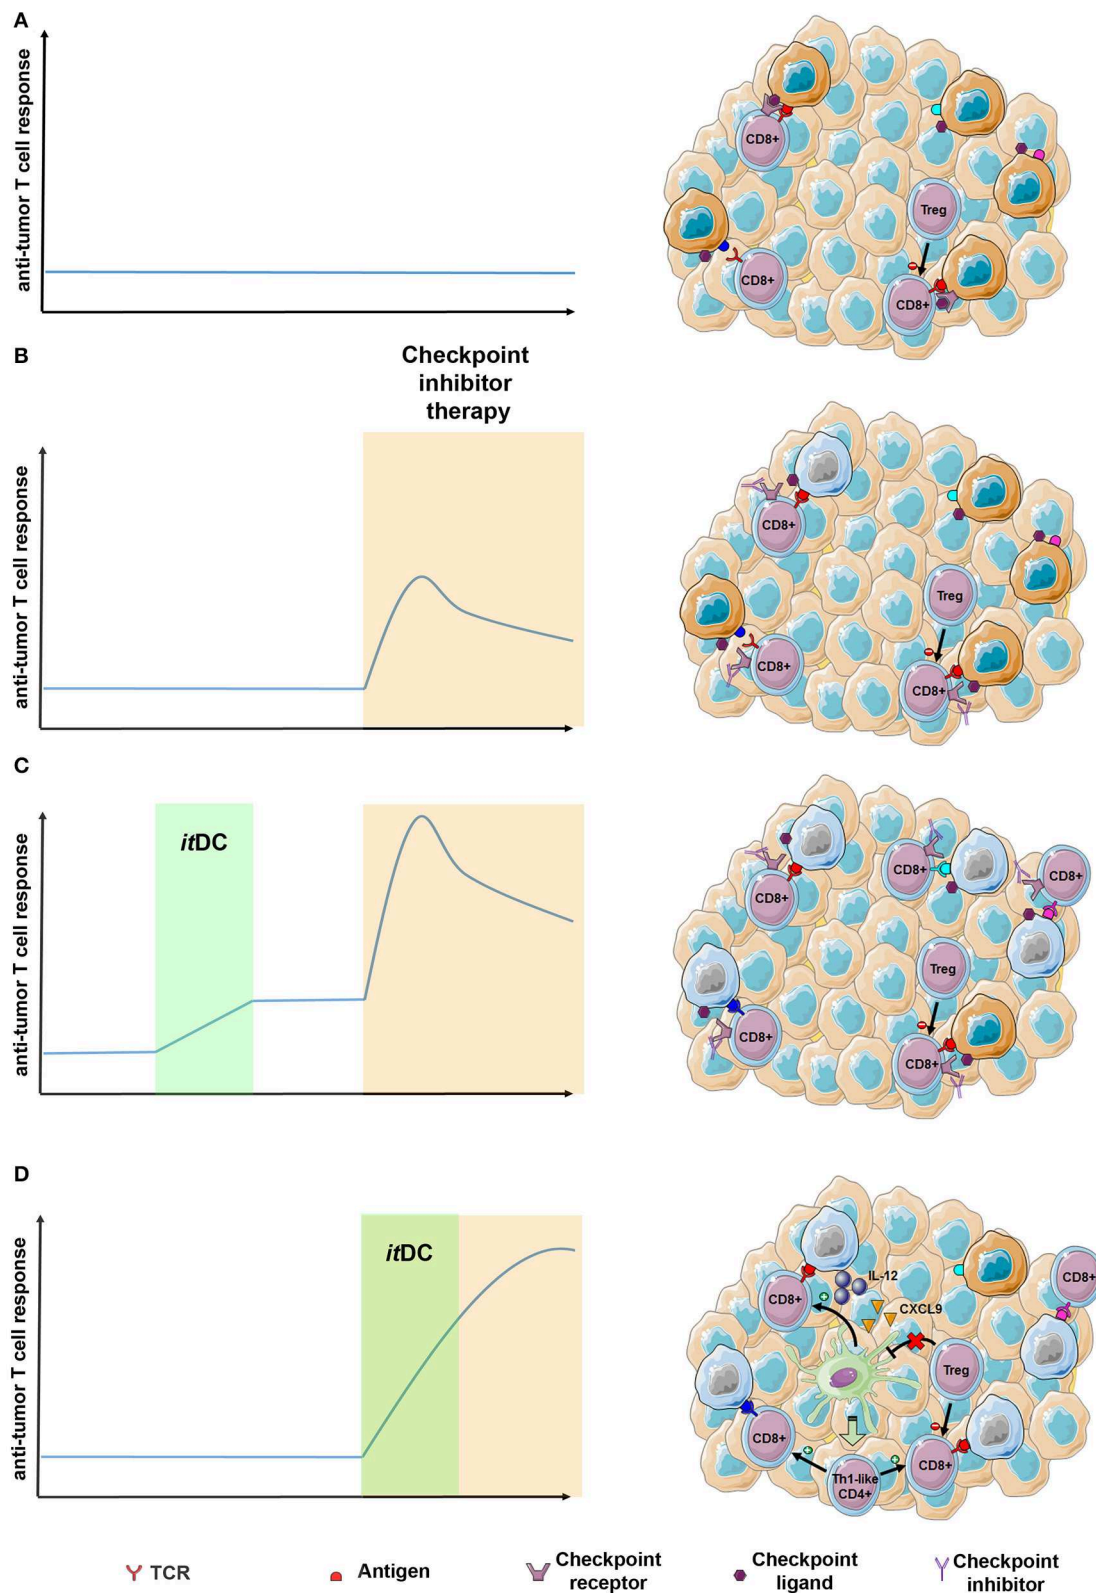 A
anti-tumor T cell response
CD8+
Treg
CD8+
CD8+
B
Checkpoint
inhibitor
therapy
anti-tumor T cell response
CD8+
Treg
CD8+
CD8+
C
itDC
anti-tumor T cell response
CD8+
CD8+
CD8+
Treg
CD8+
CD8+
D
itDC
anti-tumor T cell response
IL-12
CD8+
CD8+
CXCL9
Treg
CD8+
CD8+
Th1-like
CD4+
TCR
Antigen
Checkpoint
receptor
Checkpoint
ligand
Checkpoint
inhibitor